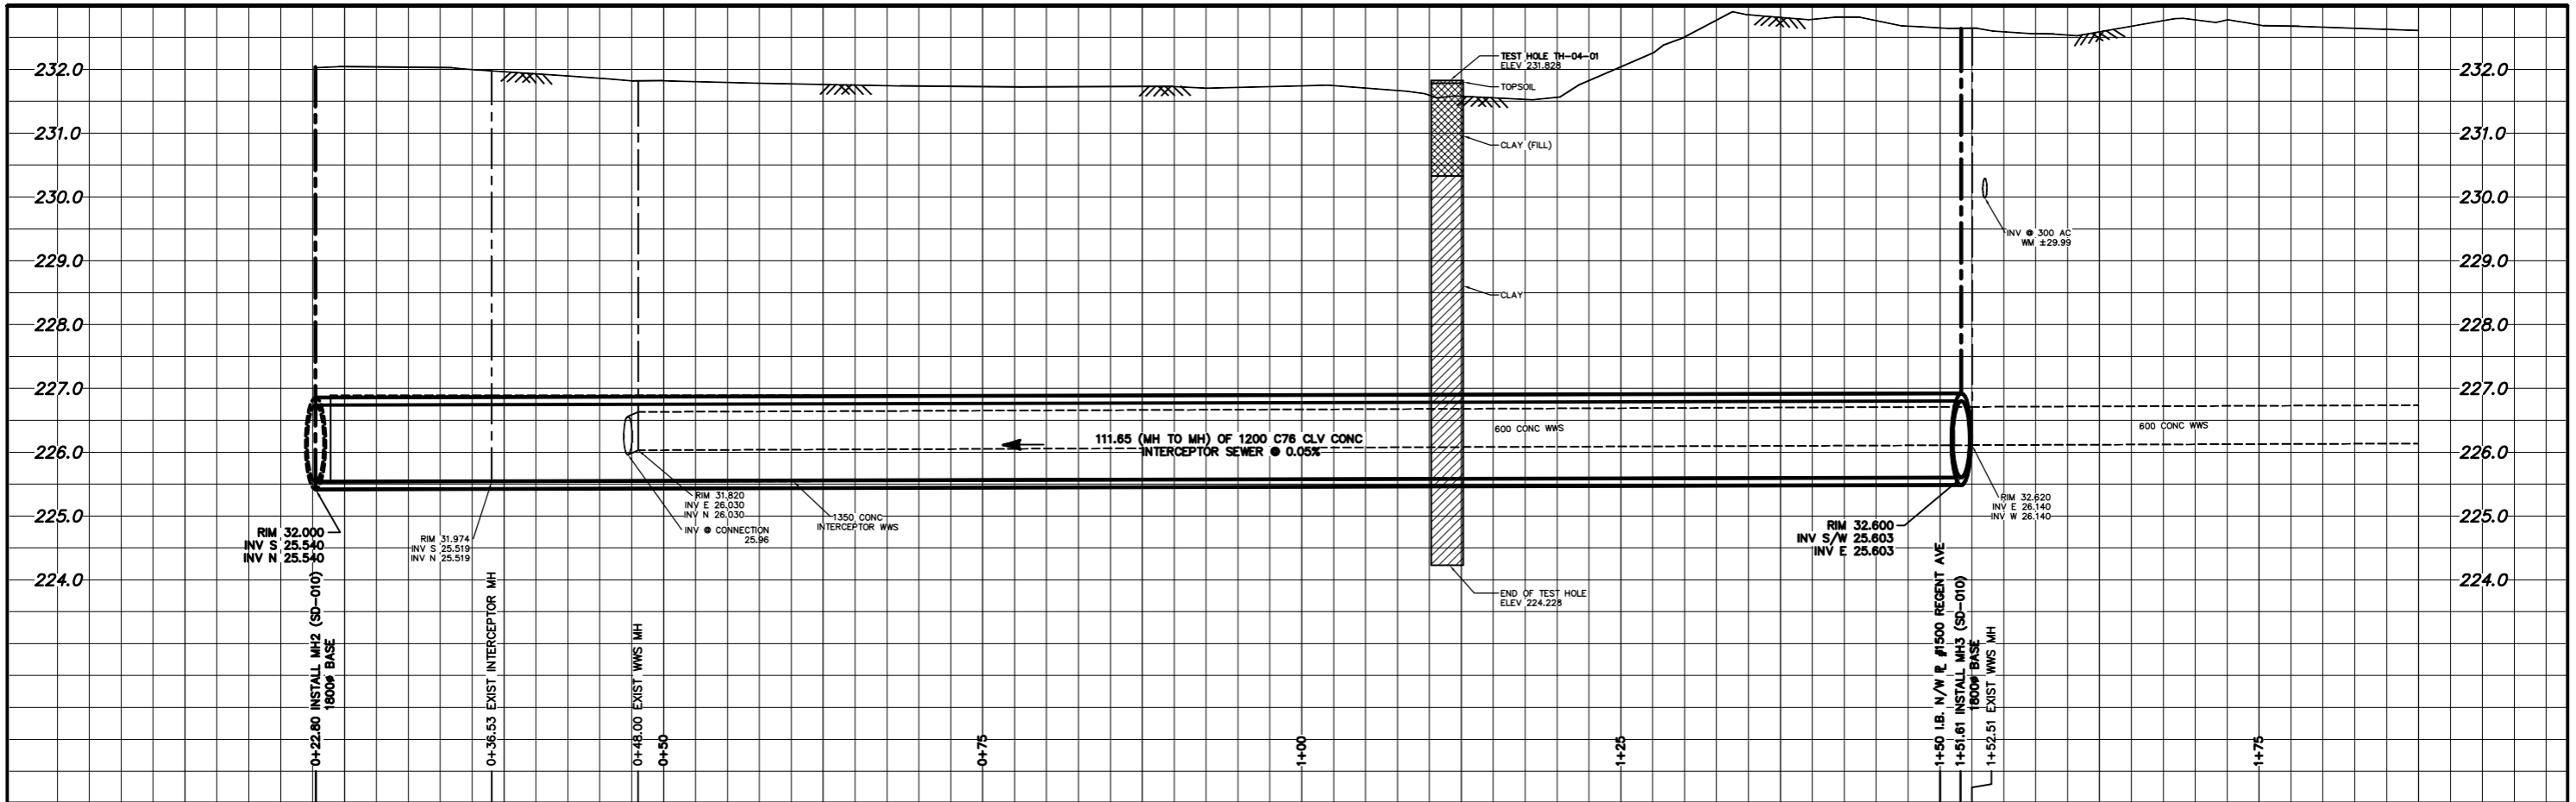 232.0
231.0
230.0
229.0
228.0
227.0
226.0
225.0
224.0
232.0
231.0
230.0
229.0
228.0
227.0
226.0
225.0
224.0
TEST HOLE TH-04-01
ELEV 231.828
TOPSOIL
CLAY (FILL)
CLAY
END OF TEST HOLE
ELEV 224.228
INV @ 300 AC
WM ±29.99
111.65 (MH TO MH) OF 1200 C76 CLV CONC
INTERCEPTOR SEWER @ 0.05%
600 CONC WWS
600 CONC WWS
RIM 32.000
INV S 25.540
INV N 25.540
RIM 31.974
INV S 25.519
INV N 25.519
RIM 31.820
INV E 26.030
INV N 26.030
INV @ CONNECTION
25.96
1350 CONC
INTERCEPTOR WWS
RIM 32.600
INV S/W 25.603
INV E 25.603
RIM 32.620
INV E 26.140
INV W 26.140
0+22.80 INSTALL MH2 (SD-010)
1800ø BASE
0+36.53 EXIST INTERCEPTOR MH
0+48.00 EXIST WWS MH
0+50
0+75
1+00
1+25
1+50 I.B. N/W PL #1500 REGENT AVE
1+51.61 INSTALL MH3 (SD-010)
1800ø BASE
1+52.51 EXIST WWS MH
1+75